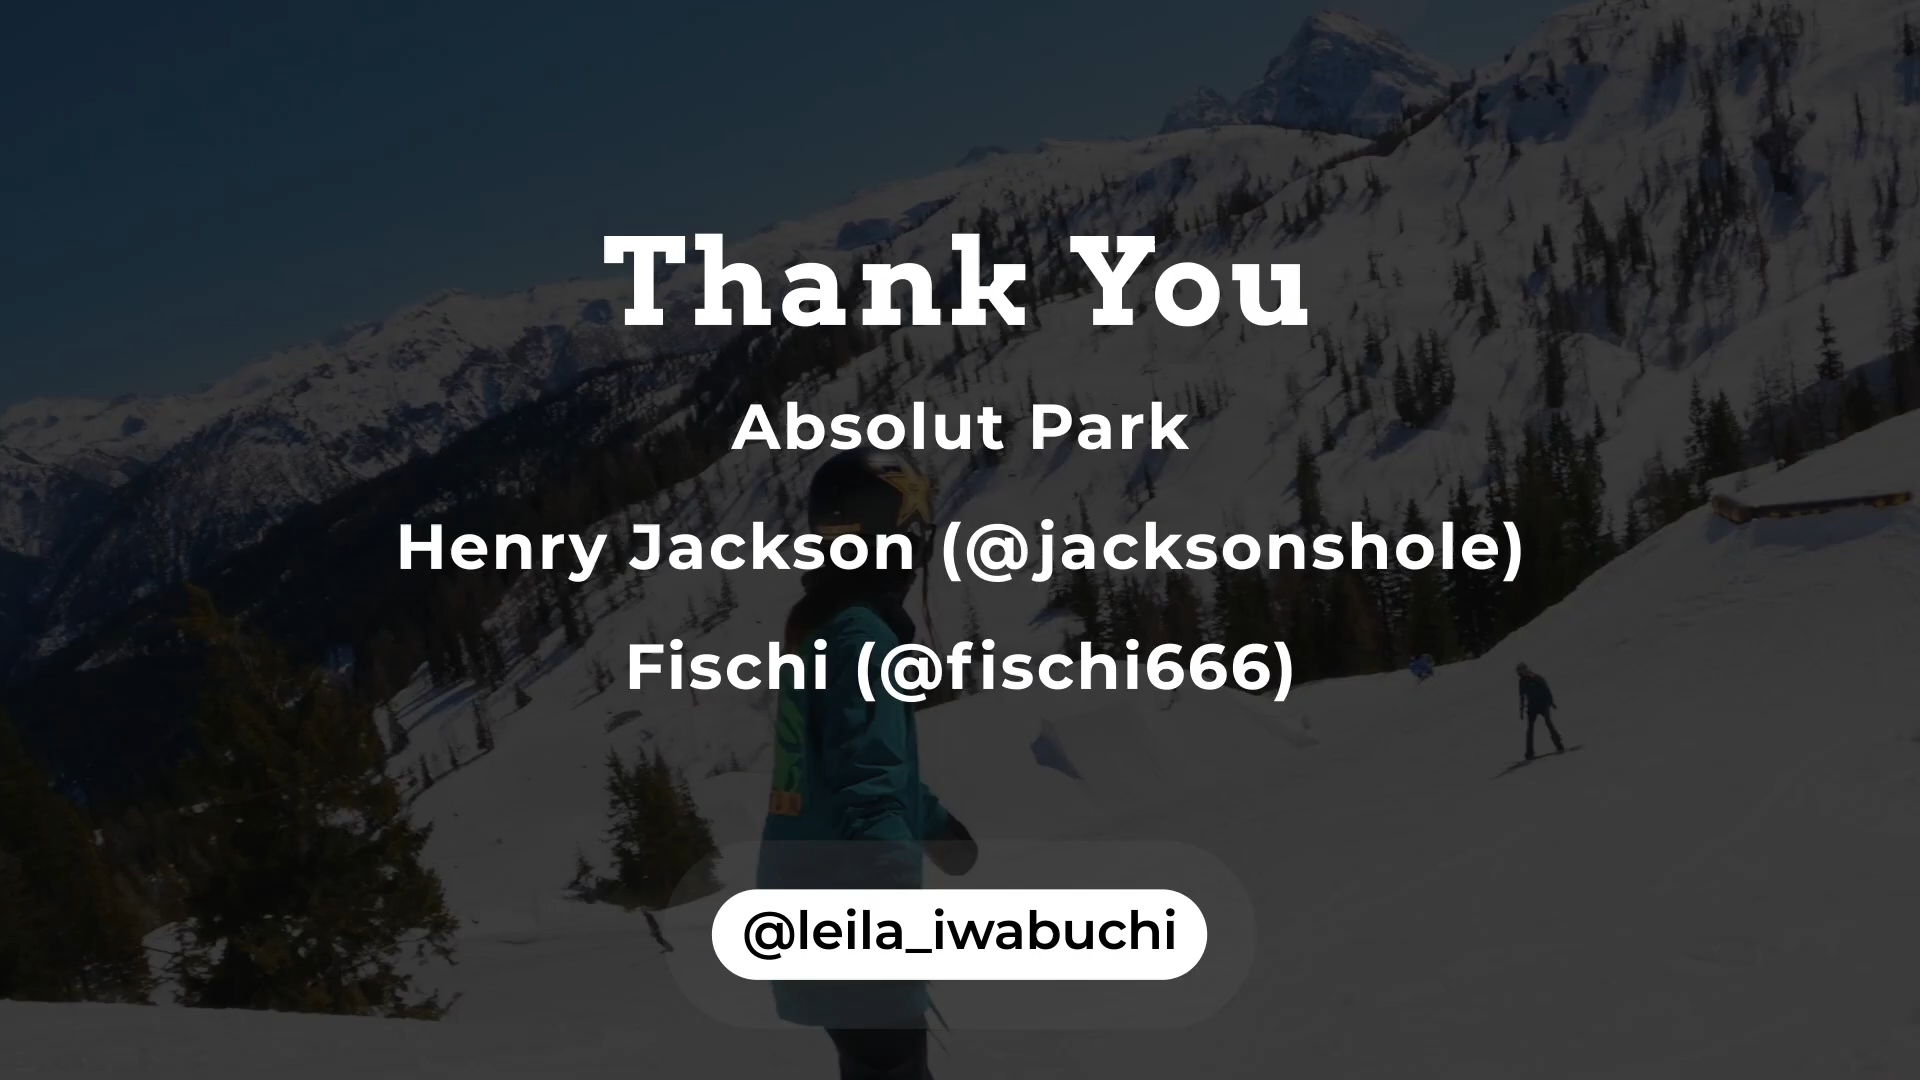 Thank You
Absolut Park
Henry Jackson (@jacksonshole)
Fischi (@fischi666)
@leila_iwabuchi